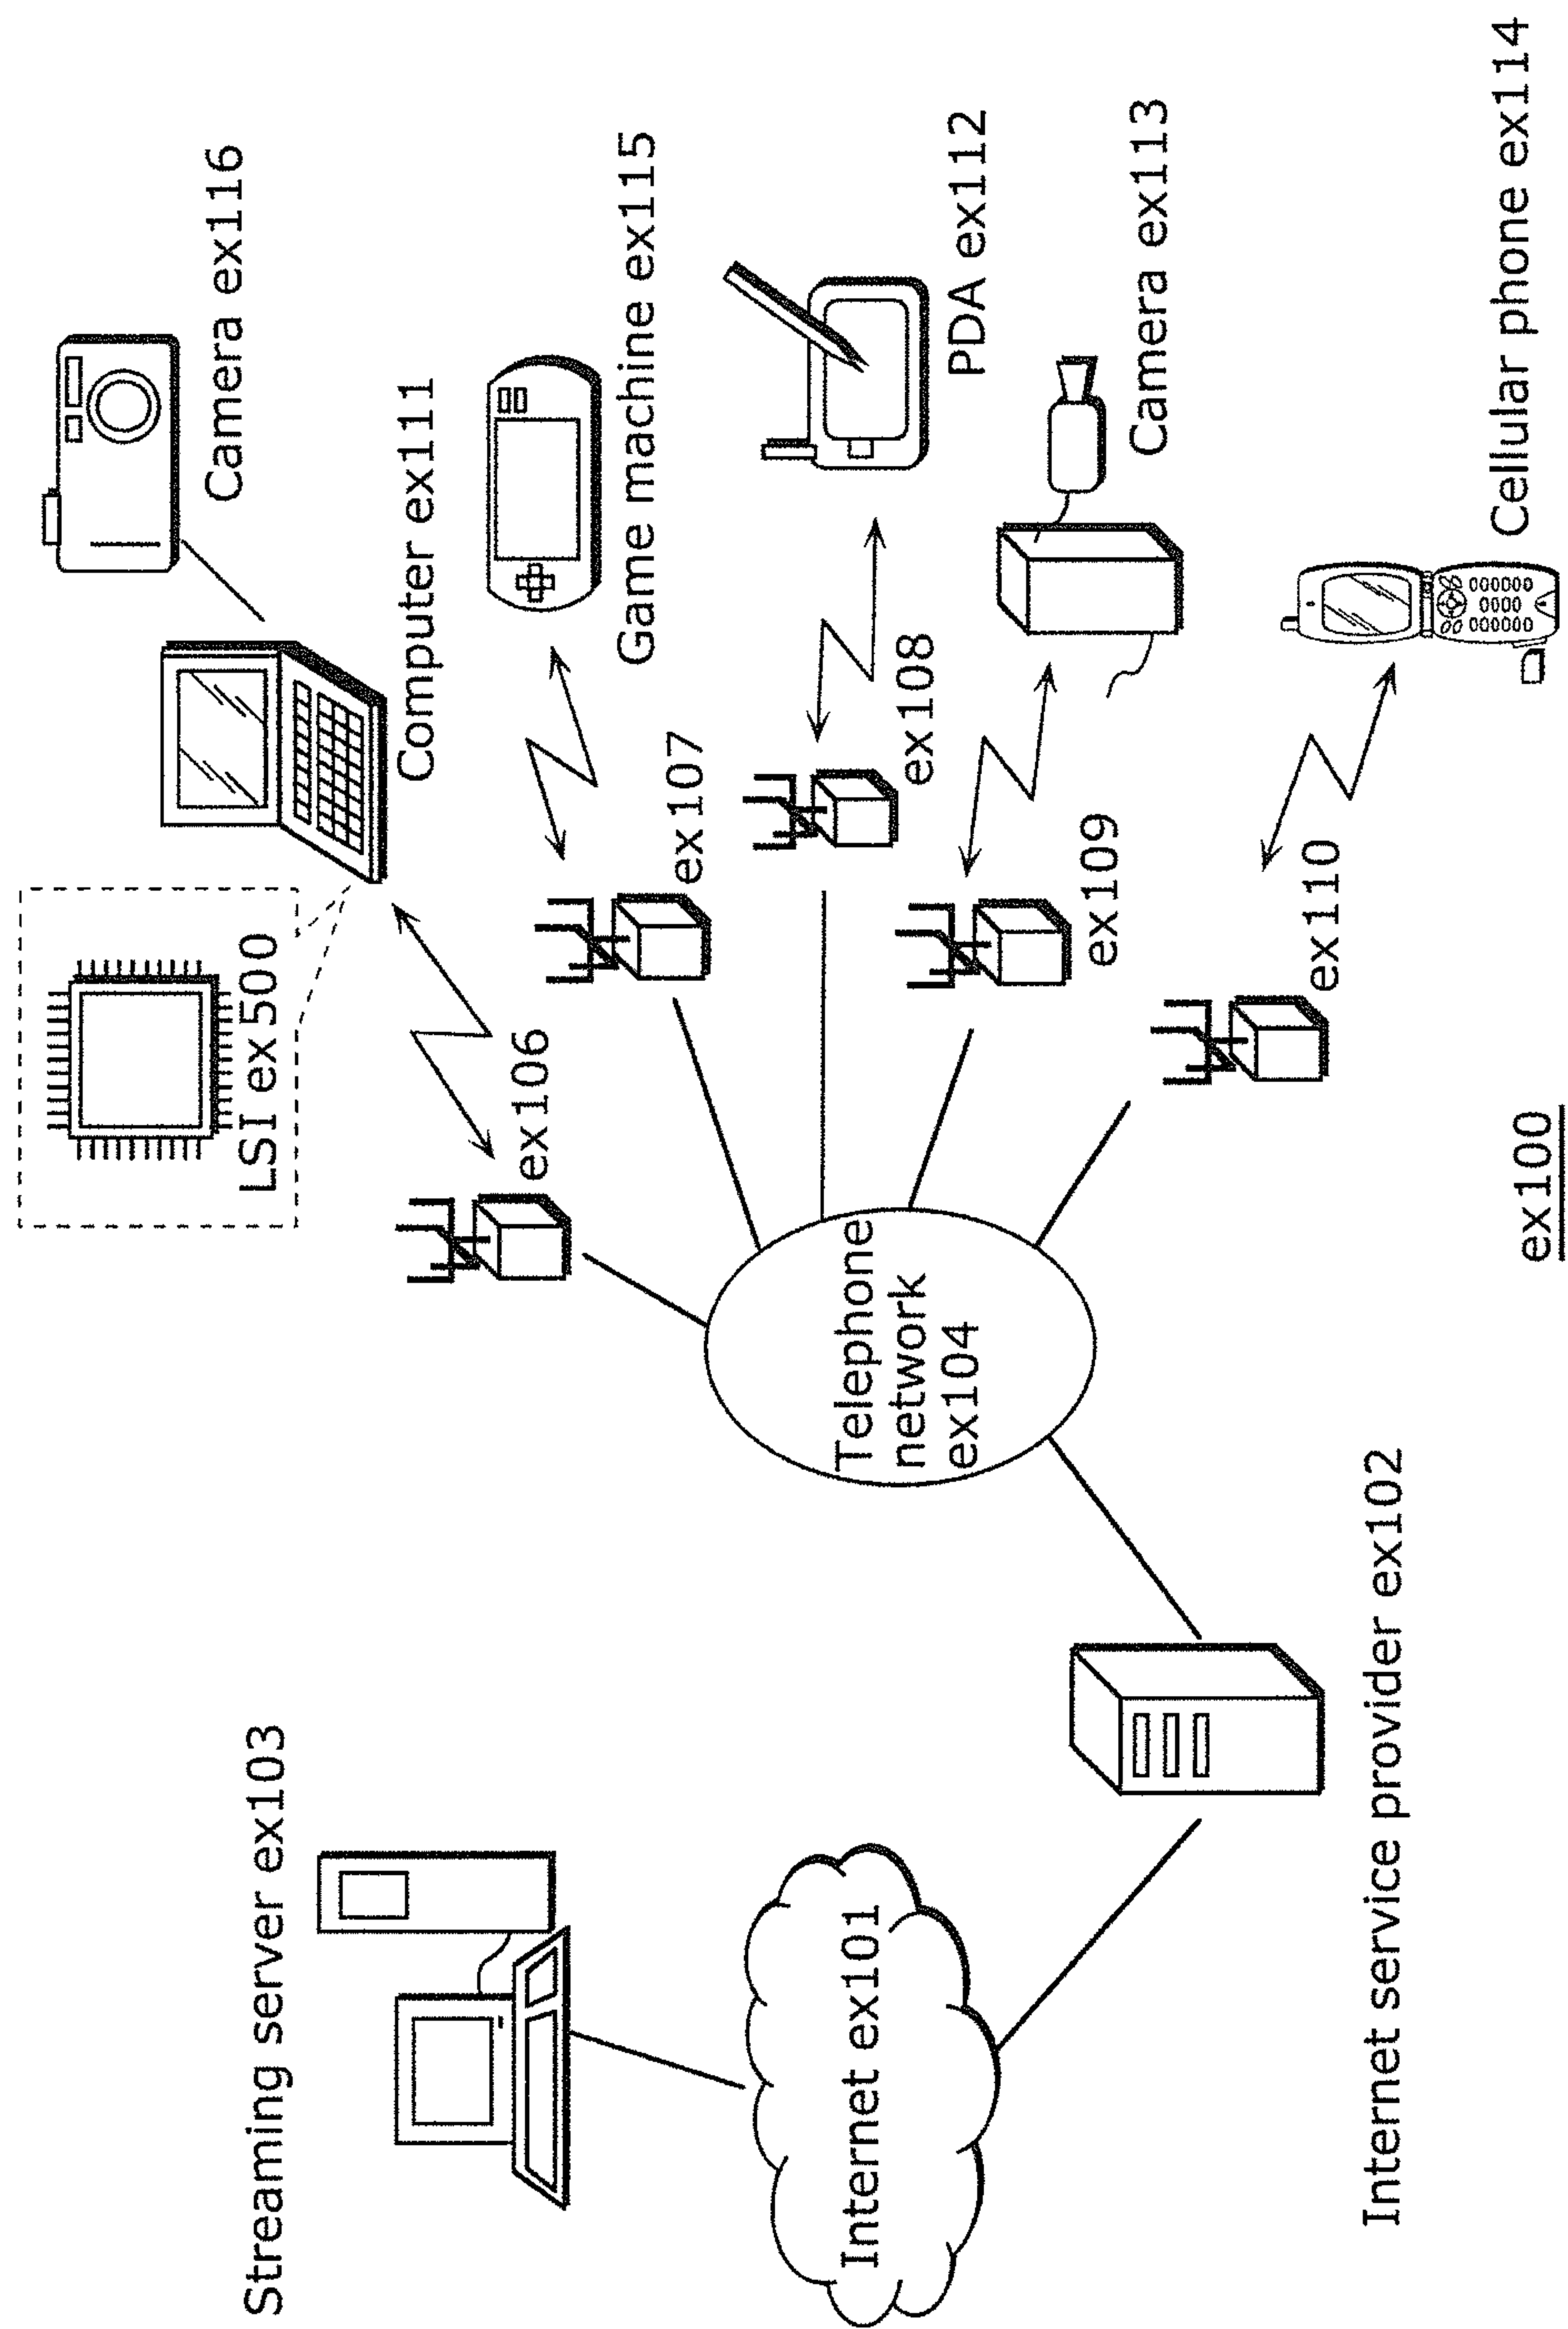 Streaming server ex103
Internet ex101
Internet service provider ex102
Telephone
network
ex104
LSI ex500
ex106
ex107
ex108
ex109
ex110
Camera ex116
Computer ex111
Game machine ex115
PDA ex112
Camera ex113
Cellular phone ex114
ex100